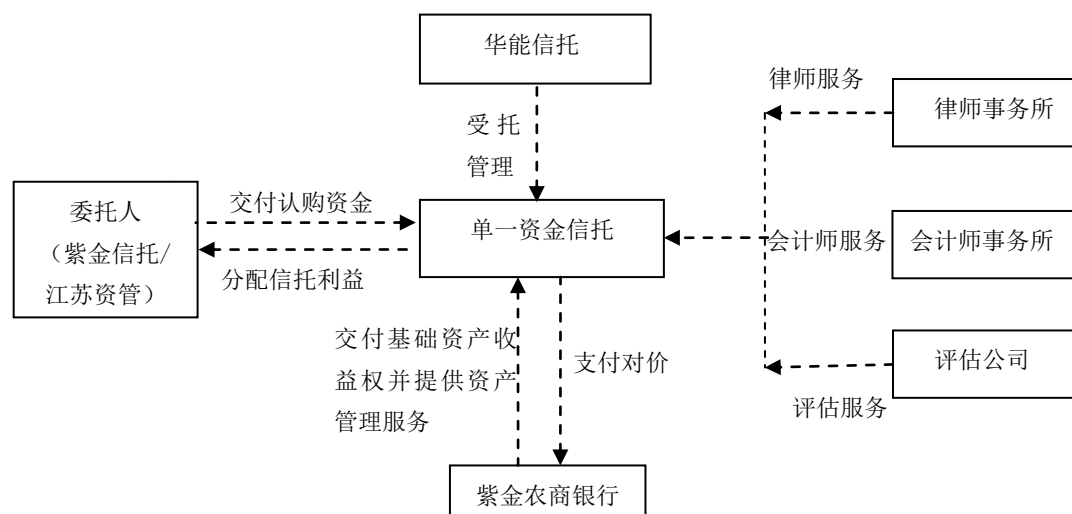 华能信托
律师服务
律师事务所
受托
管理
委托人
（紫金信托/
江苏资管）
交付认购资金
分配信托利益
单一资金信托
会计师服务
会计师事务所
交付基础资产收
益权并提供资产
管理服务
支付对价
评估公司
评估服务
紫金农商银行